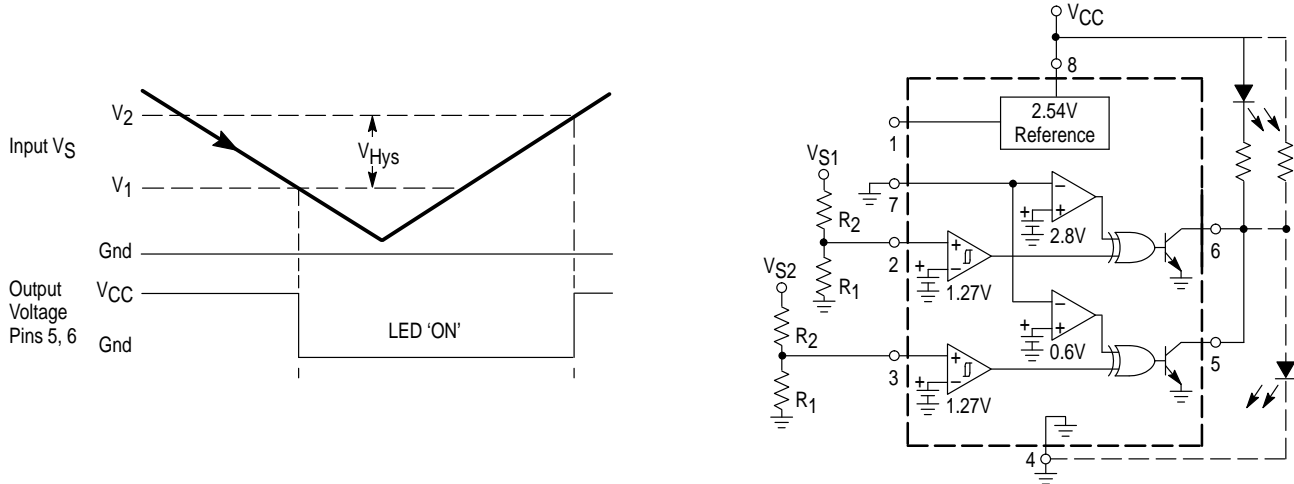 V2
Input VS
VHys
V1
Gnd
Output
Voltage
Pins 5, 6
VCC
Gnd
LED 'ON'
VCC
8
2.54V
Reference
1
VS1
7
R2
2.8V
6
2
VS2
R1
1.27V
R2
0.6V
5
3
R1
1.27V
4